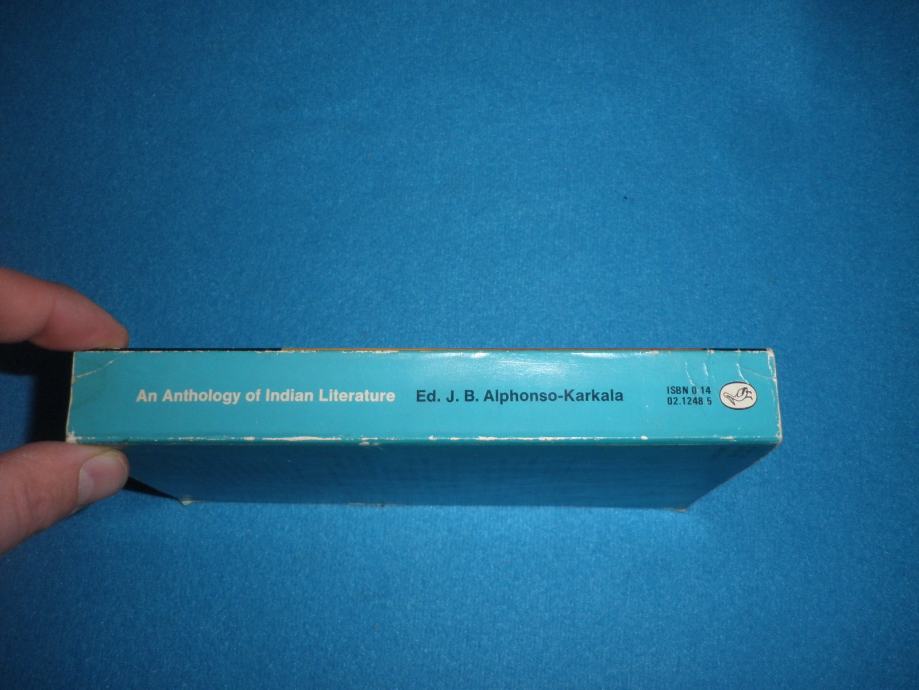 An Anthology of Indian Literature Ed. J. B. Alphonso-Karkala
ISBN 0 14
02.1248 5